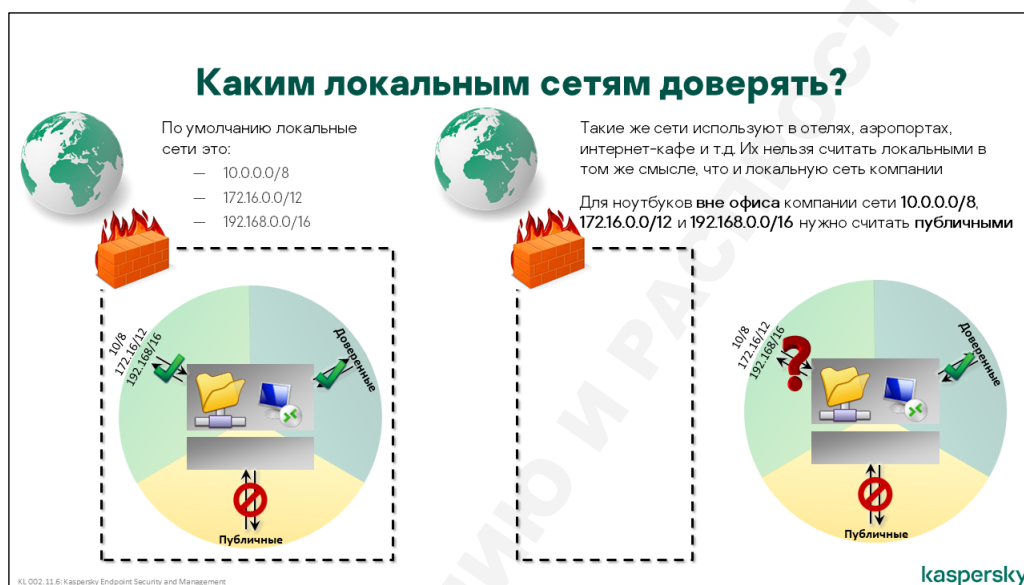 Каким локальным сетям доверять?
По умолчанию локальные
сети это:
— 10.0.0.0/8
— 172.16.0.0/12
— 192.168.0.0/16
10/8
172.16/12
192.168/16
Доверенные
Публичные
Такие же сети используют в отелях, аэропортах,
интернет-кафе и т.д. Их нельзя считать локальными в
том же смысле, что и локальную сеть компании
Для ноутбуков вне офиса компании сети 10.0.0.0/8,
172.16.0.0/12 и 192.168.0.0/16 нужно считать публичными
10/8
172.16/12
192.168/16
?
Доверенные
Публичные
KL 002.11.6: Kaspersky Endpoint Security and Management
kaspersky